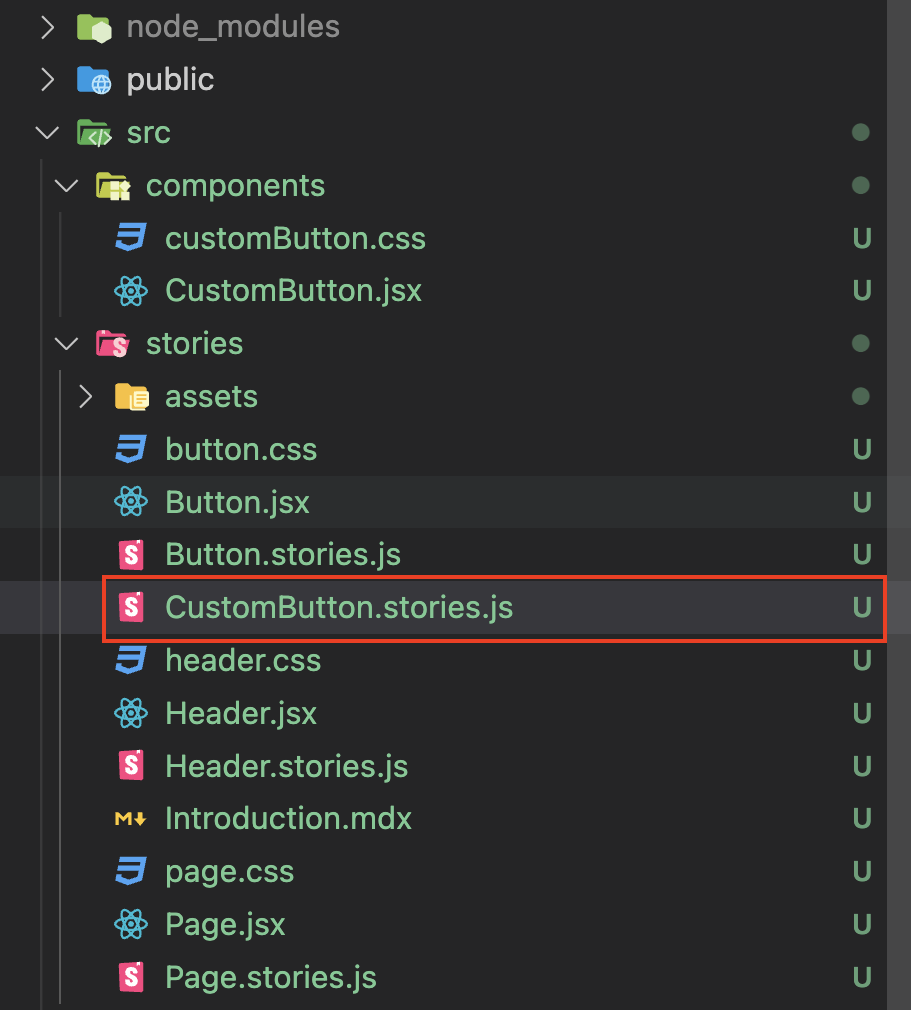 node_modules
public
src
components
customButton.css U
CustomButton.jsx U
stories
assets
button.css U
Button.jsx U
Button.stories.js U
CustomButton.stories.js U
header.css U
Header.jsx U
Header.stories.js U
Introduction.mdx U
page.css U
Page.jsx U
Page.stories.js U